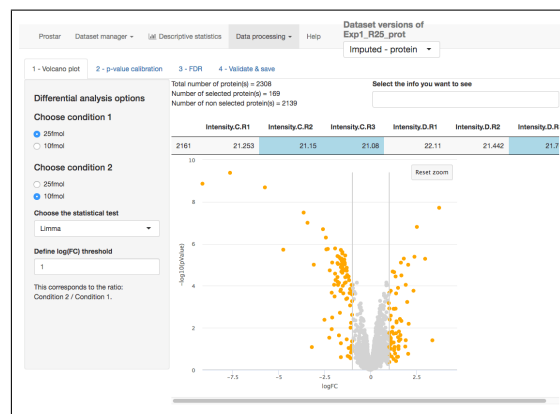 Prostar Dataset manager Descriptive statistics Data processing Help
Dataset versions of
Exp1_R25_prot
Imputed - protein
1 - Volcano plot 2 - p-value calibration 3 - FDR 4 - Validate & save
Differential analysis options
Choose condition 1
25fmol
10fmol
Choose condition 2
25fmol
10fmol
Choose the statistical test
Limma
Define log(FC) threshold
1
This corresponds to the ratio:
Condition 2 / Condition 1.
Total number of protein(s) = 2308
Number of selected protein(s) = 169
Number of non selected protein(s) = 2139
Select the info you want to see
Intensity.C.R1 Intensity.C.R2 Intensity.C.R3 Intensity.D.R1 Intensity.D.R2 Intensity.D.R
2161 21.253 21.15 21.08 22.11 21.442 21.7
Reset zoom
-log10(pValue)
10
8
6
4
2
0
-7.5 -5 -2.5 0 2.5
logFC